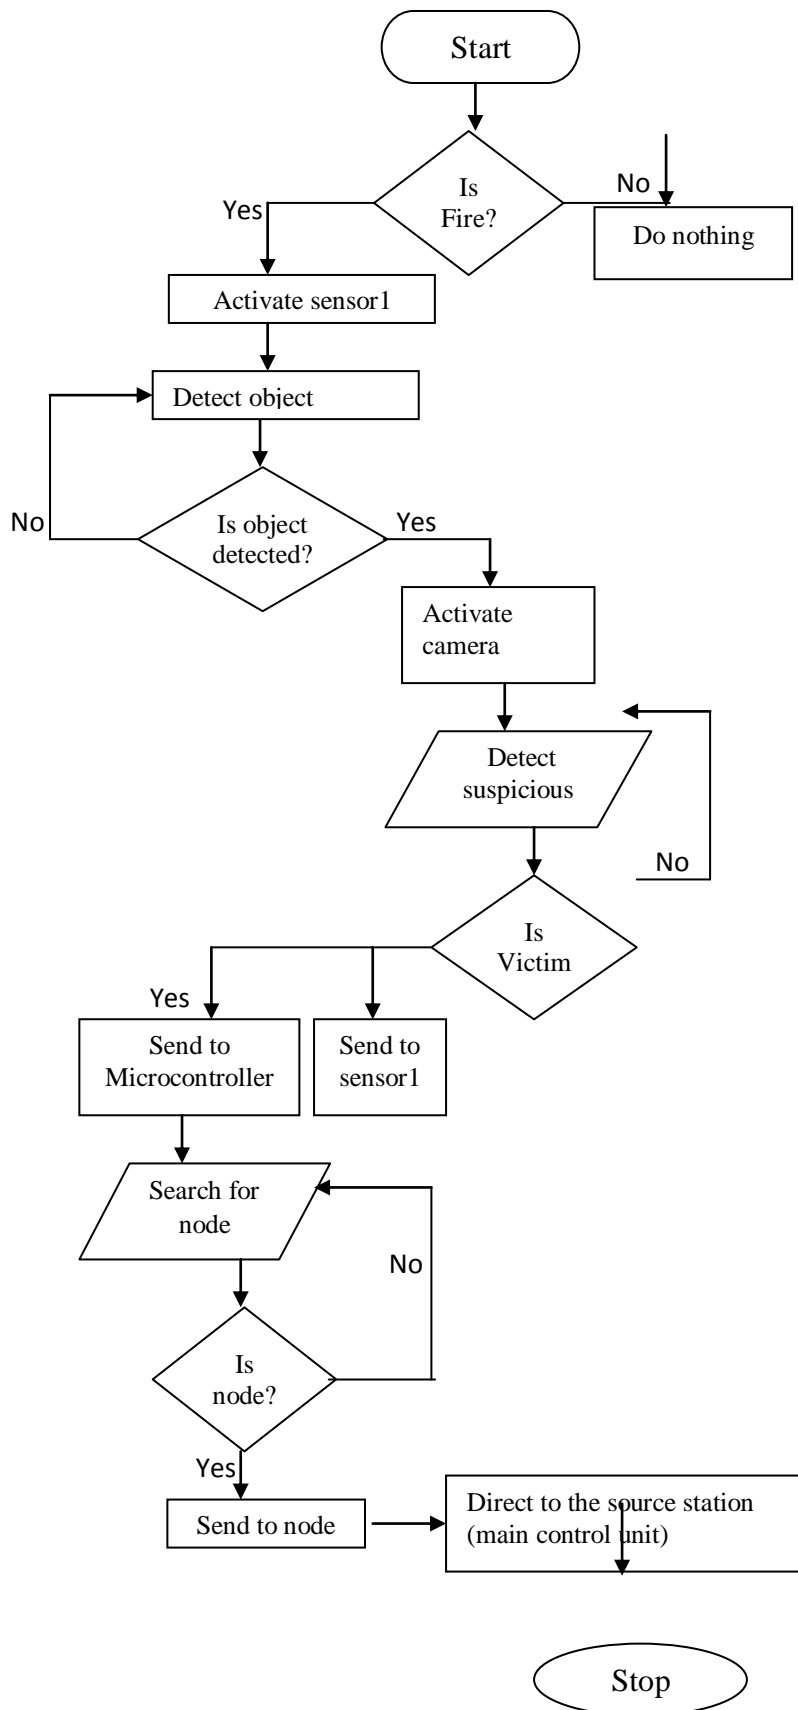 Start
Is
Fire?
No
Yes
Do nothing
Activate sensor1
Detect object
No
Is object
detected?
Yes
Activate
camera
Detect
suspicious
No
Is
Victim
Yes
Send to
Microcontroller
Send to
sensor1
Search for
node
No
Is
node?
Yes
Send to node
Direct to the source station
(main control unit)
Stop